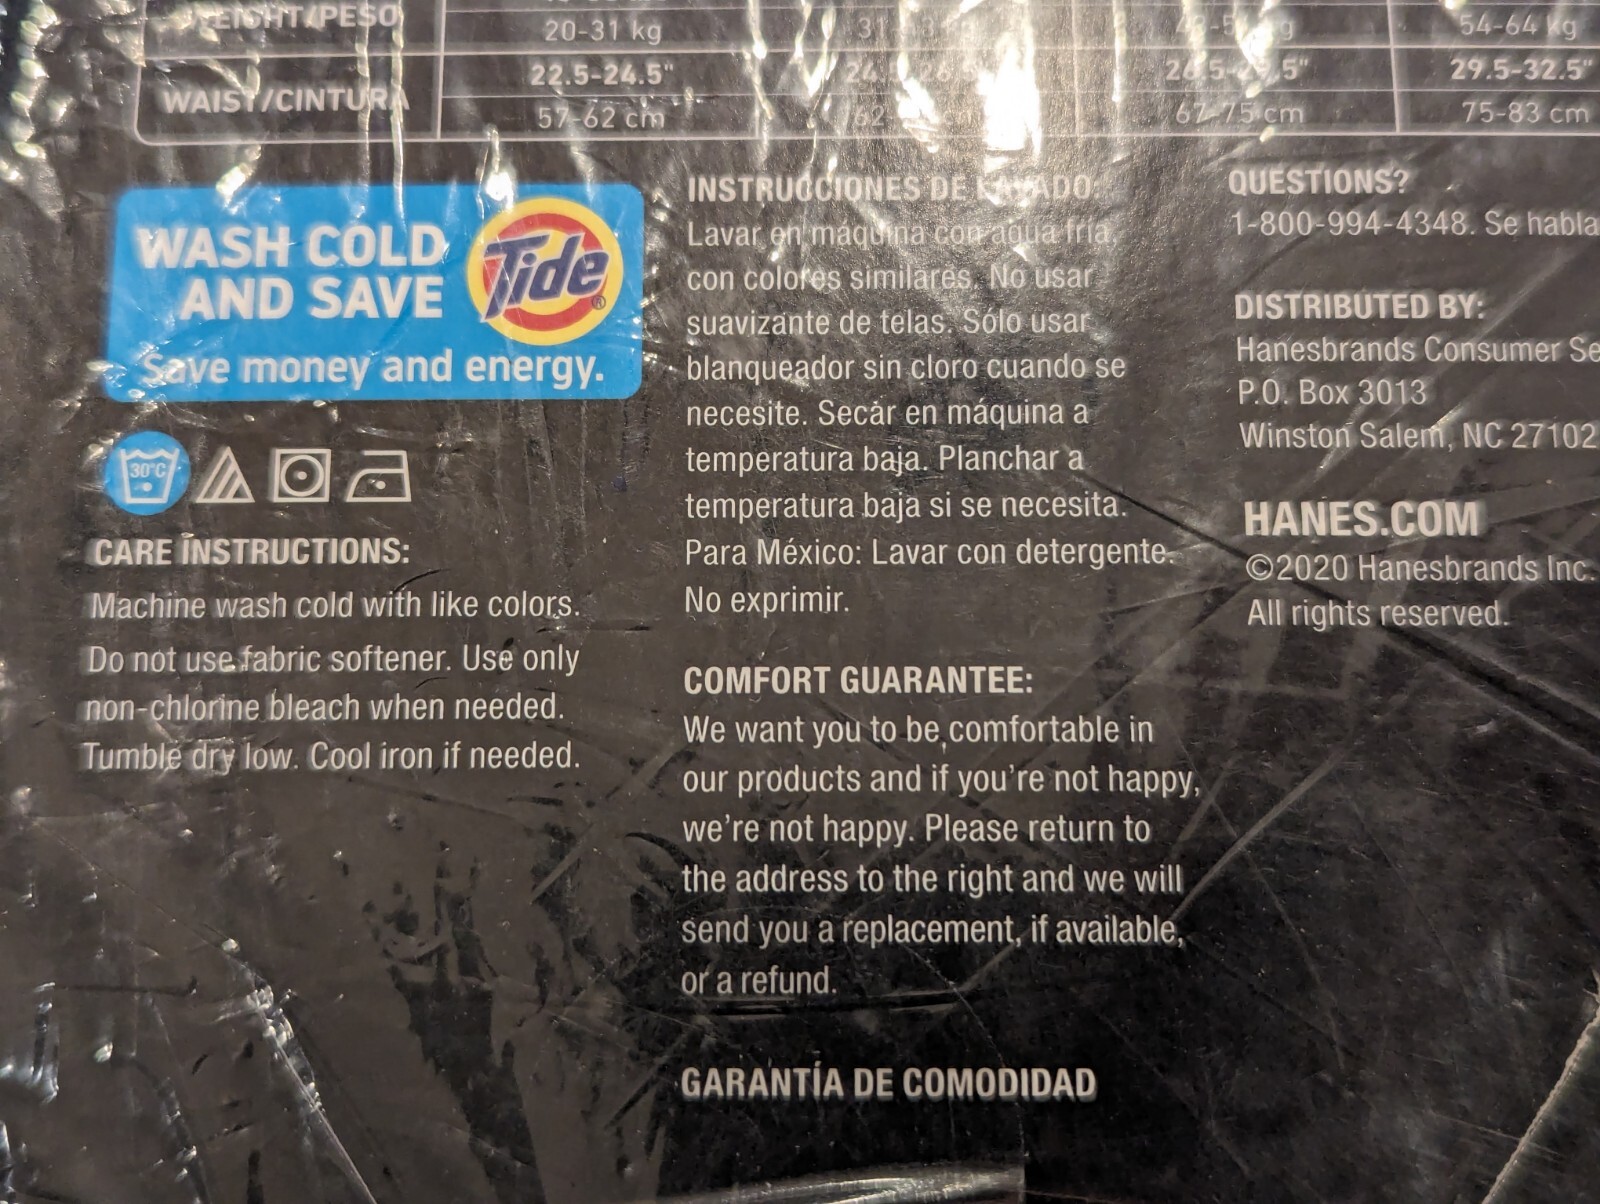 WEIGHT/PESO
20-31 kg
54-64 kg
WAIST/CINTURA
22.5-24.5"
29.5-32.5"
57-62 cm
67-75 cm
75-83 cm
WASH COLD
AND SAVE
Tide®
Save money and energy.
30°C
CARE INSTRUCTIONS:
Machine wash cold with like colors.
Do not use fabric softener. Use only
non-chlorine bleach when needed.
Tumble dry low. Cool iron if needed.
INSTRUCCIONES DE LAVADO:
Lavar en máquina con agua fría
con colores similares. No usar
suavizante de telas. Sólo usar
blanqueador sin cloro cuando se
necesite. Secar en máquina a
temperatura baja. Planchar a
temperatura baja si se necesita.
Para México: Lavar con detergente.
No exprimir.
COMFORT GUARANTEE:
We want you to be comfortable in
our products and if you're not happy,
we're not happy. Please return to
the address to the right and we will
send you a replacement, if available,
or a refund.
GARANTÍA DE COMODIDAD
QUESTIONS?
1-800-994-4348. Se habla
DISTRIBUTED BY:
Hanesbrands Consumer Se
P.O. Box 3013
Winston Salem, NC 27102
HANES.COM
©2020 Hanesbrands Inc.
All rights reserved.